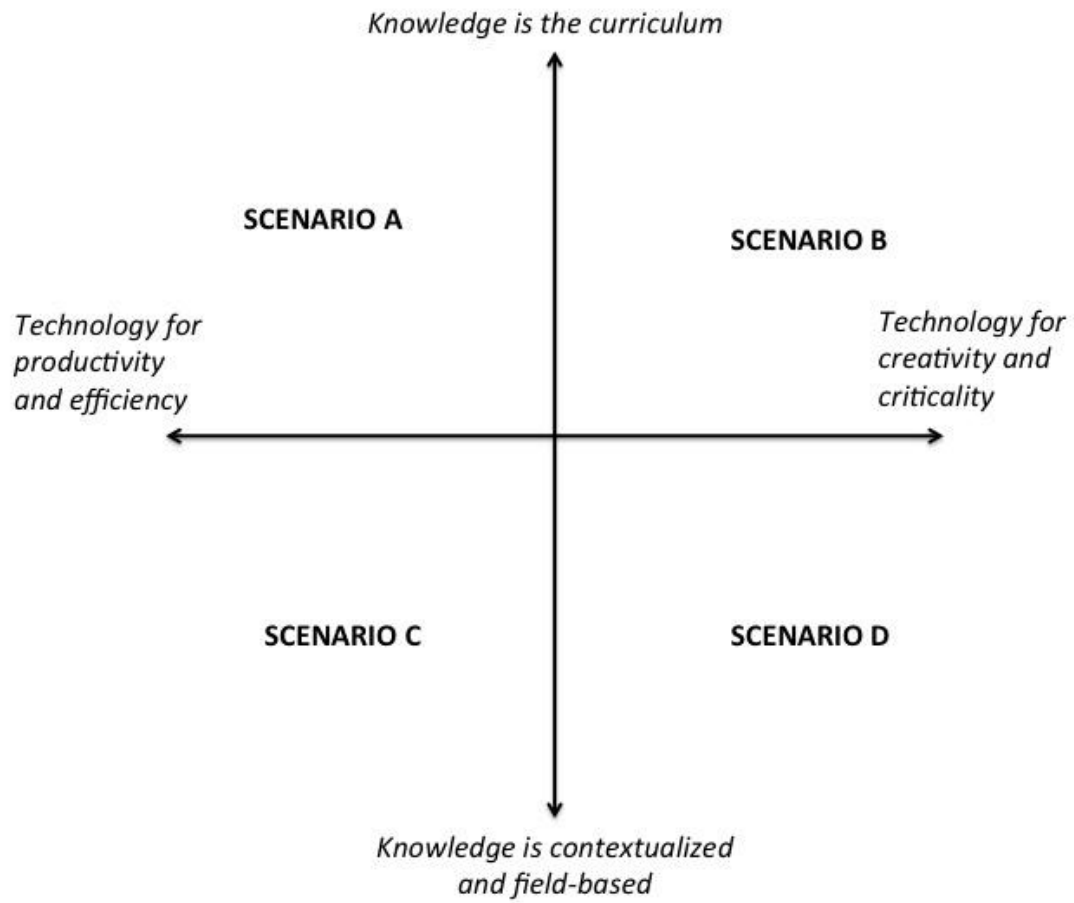 Knowledge is the curriculum
SCENARIO A
SCENARIO B
Technology for
productivity
and efficiency
Technology for
creativity and
criticality
SCENARIO C
SCENARIO D
Knowledge is contextualized
and field-based